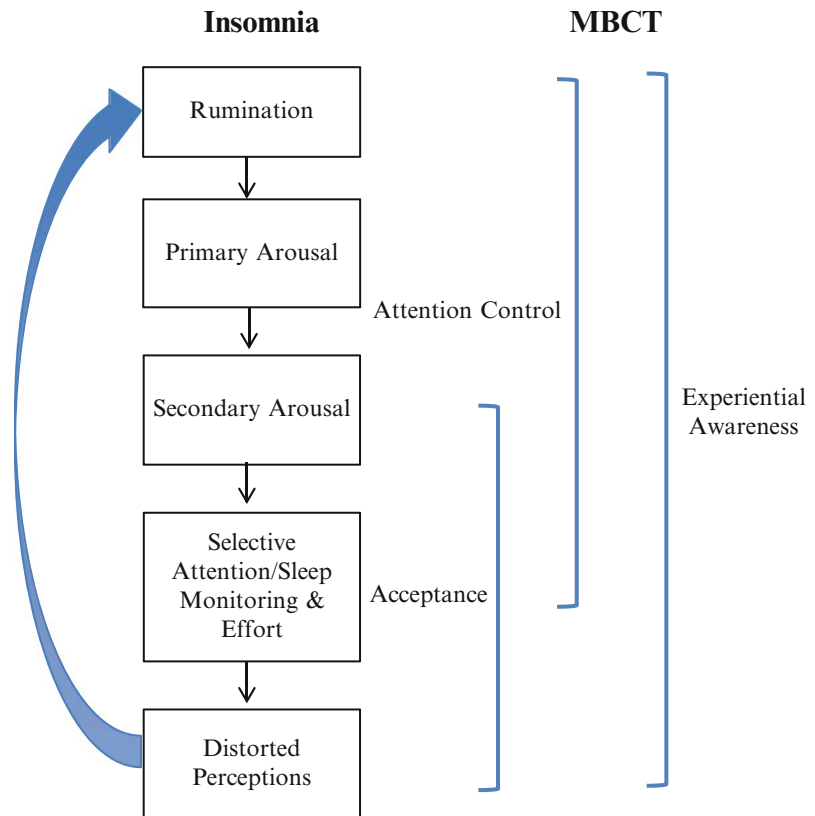 Insomnia
MBCT
Rumination
Primary Arousal
Attention Control
Secondary Arousal
Experiential
Awareness
Selective
Attention/Sleep
Monitoring &
Effort
Acceptance
Distorted
Perceptions